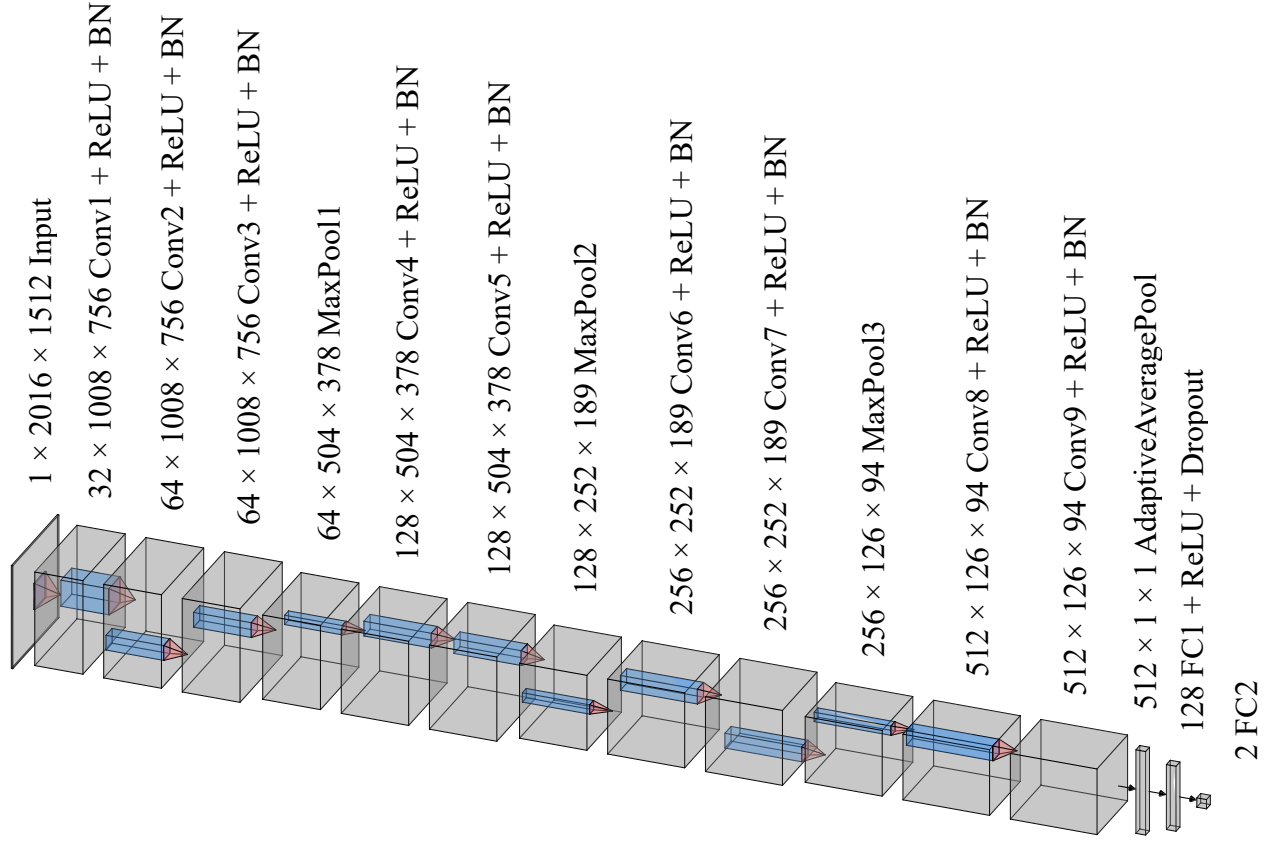 1 × 2016 × 1512 Input
32 × 1008 × 756 Conv1 + ReLU + BN
64 × 1008 × 756 Conv2 + ReLU + BN
64 × 1008 × 756 Conv3 + ReLU + BN
64 × 504 × 378 MaxPool1
128 × 504 × 378 Conv4 + ReLU + BN
128 × 504 × 378 Conv5 + ReLU + BN
128 × 252 × 189 MaxPool2
256 × 252 × 189 Conv6 + ReLU + BN
256 × 252 × 189 Conv7 + ReLU + BN
256 × 126 × 94 MaxPool3
512 × 126 × 94 Conv8 + ReLU + BN
512 × 126 × 94 Conv9 + ReLU + BN
512 × 1 × 1 AdaptiveAveragePool
128 FC1 + ReLU + Dropout
2 FC2